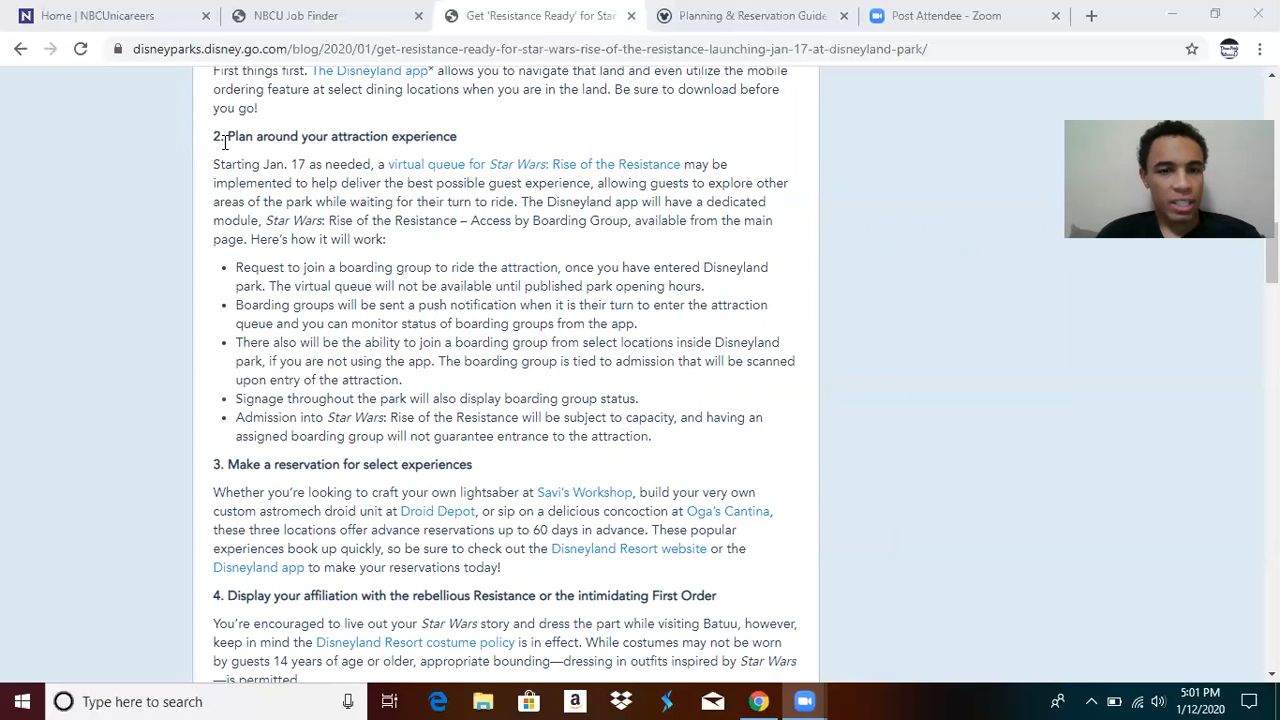 Home | NBCUnicareers
NBCU Job Finder
Get 'Resistance Ready' for Star
Planning & Reservation Guide
Post Attendee - Zoom
disneyparks.disney.go.com/blog/2020/01/get-resistance-ready-for-star-wars-rise-of-the-resistance-launching-jan-17-at-disneyland-park/
First things first. The Disneyland app* allows you to navigate that land and even utilize the mobile
ordering feature at select dining locations when you are in the land. Be sure to download before
you go!
2. Plan around your attraction experience
Starting Jan. 17 as needed, a virtual queue for Star Wars: Rise of the Resistance may be
implemented to help deliver the best possible guest experience, allowing guests to explore other
areas of the park while waiting for their turn to ride. The Disneyland app will have a dedicated
module, Star Wars: Rise of the Resistance – Access by Boarding Group, available from the main
page. Here's how it will work:
• Request to join a boarding group to ride the attraction, once you have entered Disneyland
park. The virtual queue will not be available until published park opening hours.
• Boarding groups will be sent a push notification when it is their turn to enter the attraction
queue and you can monitor status of boarding groups from the app.
• There also will be the ability to join a boarding group from select locations inside Disneyland
park, if you are not using the app. The boarding group is tied to admission that will be scanned
upon entry of the attraction.
• Signage throughout the park will also display boarding group status.
• Admission into Star Wars: Rise of the Resistance will be subject to capacity, and having an
assigned boarding group will not guarantee entrance to the attraction.
3. Make a reservation for select experiences
Whether you're looking to craft your own lightsaber at Savi's Workshop, build your very own
custom astromech droid unit at Droid Depot, or sip on a delicious concoction at Oga's Cantina,
these three locations offer advance reservations up to 60 days in advance. These popular
experiences book up quickly, so be sure to check out the Disneyland Resort website or the
Disneyland app to make your reservations today!
4. Display your affiliation with the rebellious Resistance or the intimidating First Order
You're encouraged to live out your Star Wars story and dress the part while visiting Batuu, however,
keep in mind the Disneyland Resort costume policy is in effect. While costumes may not be worn
by guests 14 years of age or older, appropriate bounding—dressing in outfits inspired by Star Wars
—is permitted.
Type here to search
5:01 PM
1/12/2020